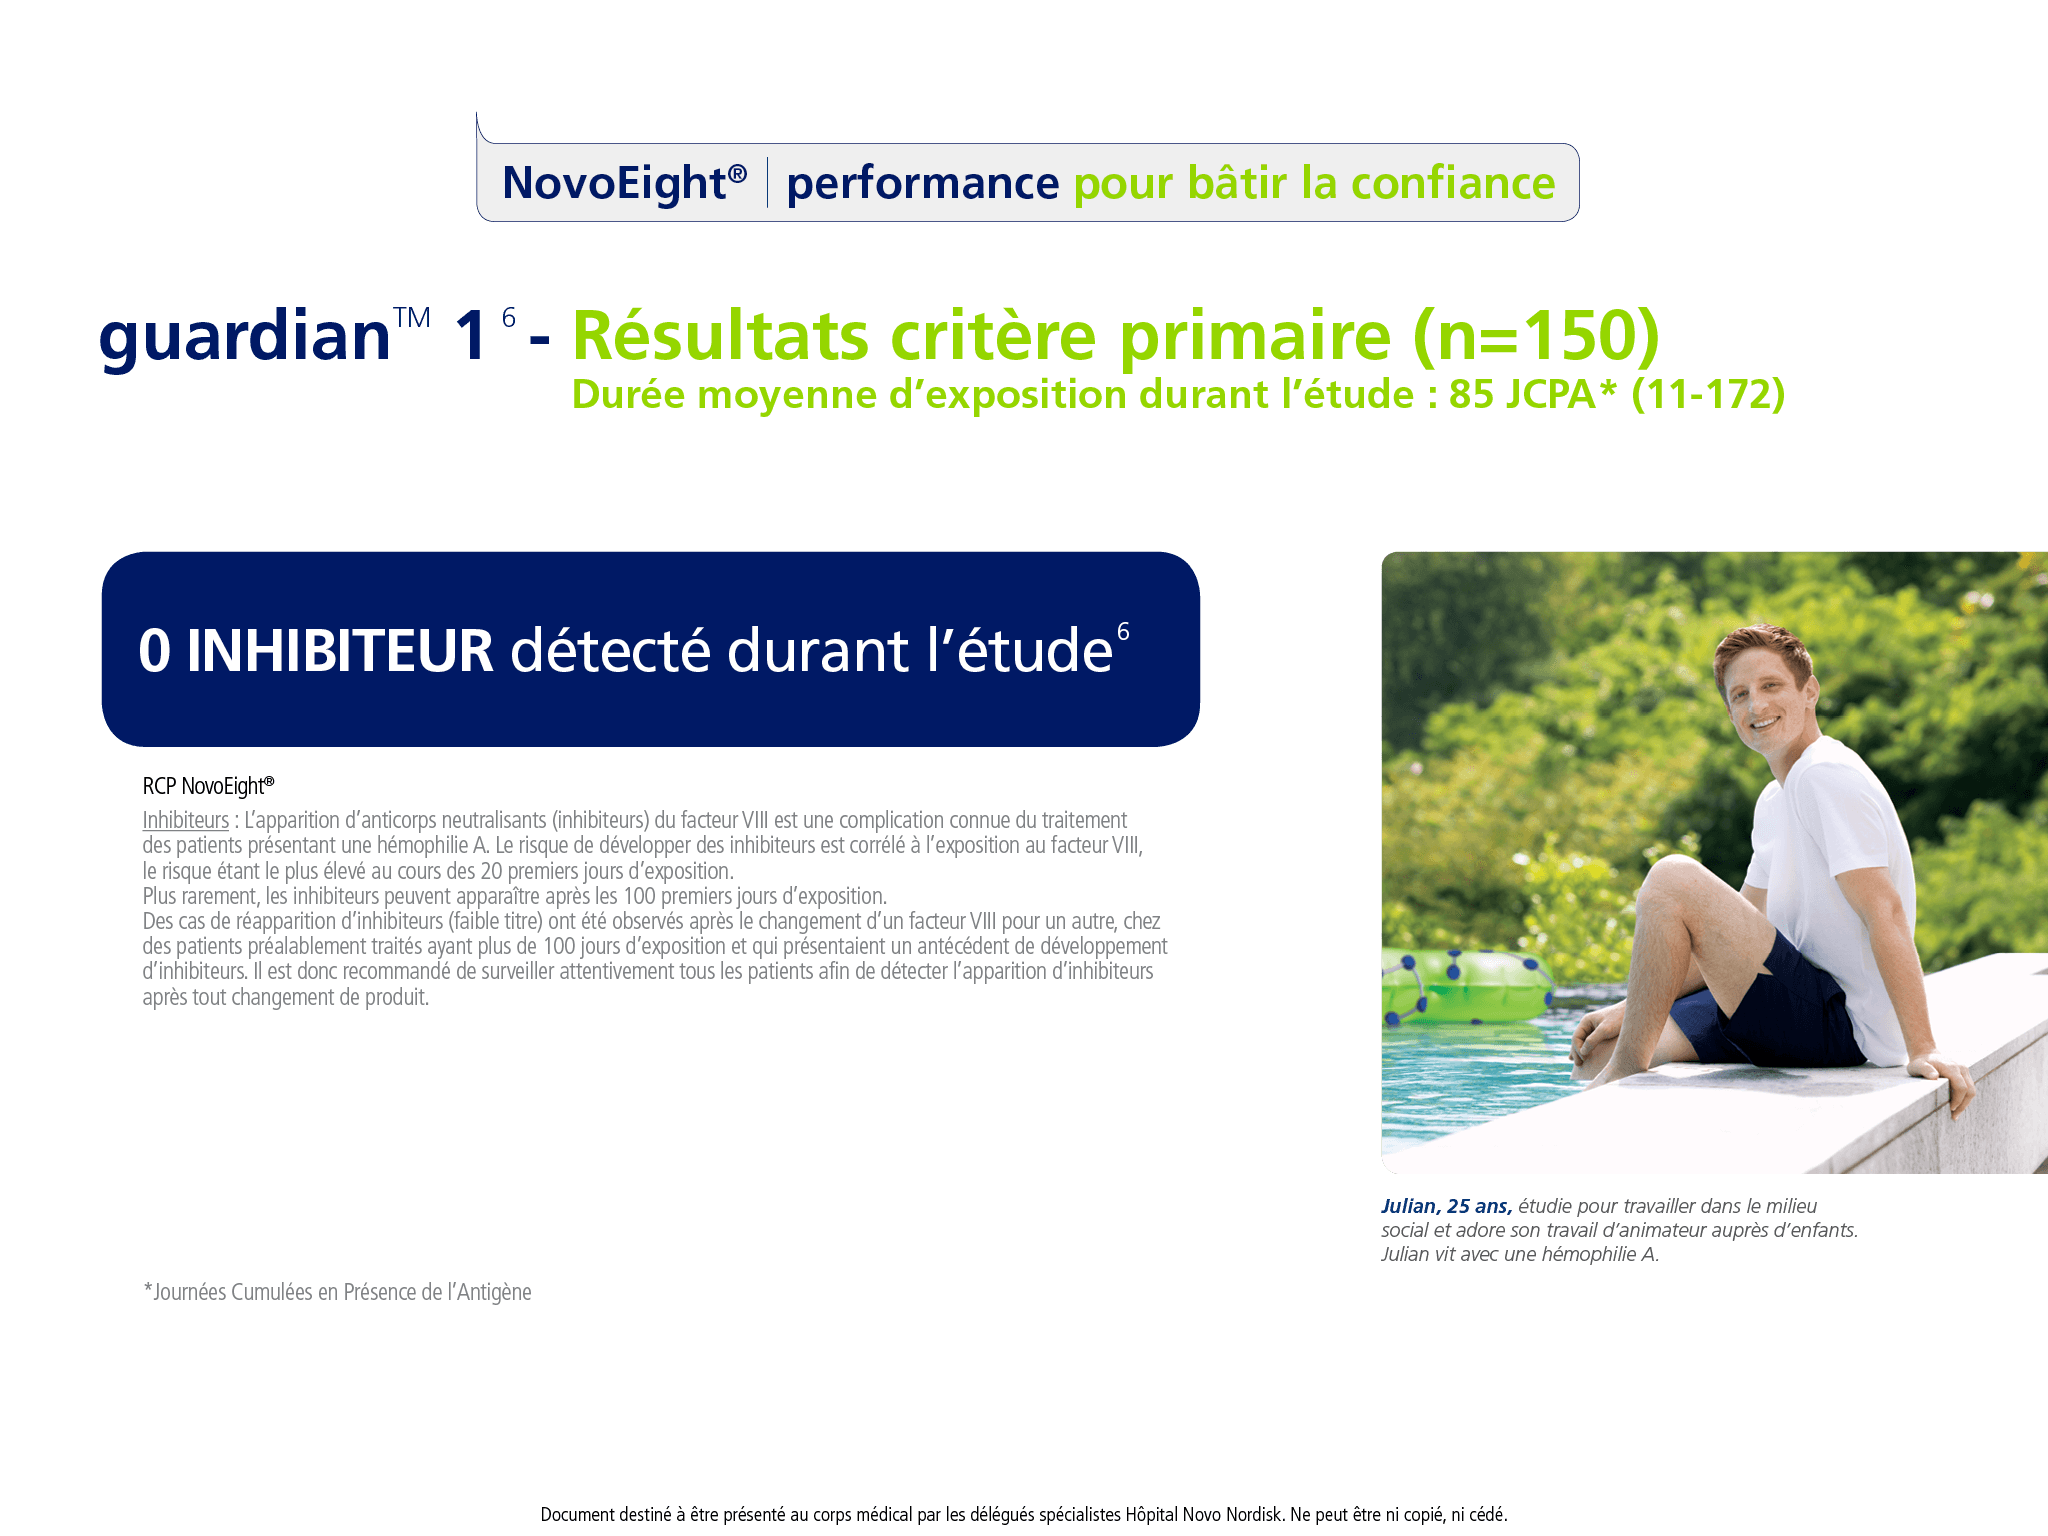 NovoEight® | performance pour bâtir la confiance
guardian™ 1 6 - Résultats critère primaire (n=150)
Durée moyenne d’exposition durant l’étude : 85 JCPA* (11-172)
0 INHIBITEUR détecté durant l’étude6
RCP NovoEight®
Inhibiteurs : L’apparition d’anticorps neutralisants (inhibiteurs) du facteur VIII est une complication connue du traitement
des patients présentant une hémophilie A. Le risque de développer des inhibiteurs est corrélé à l’exposition au facteur VIII,
le risque étant le plus élevé au cours des 20 premiers jours d’exposition.
Plus rarement, les inhibiteurs peuvent apparaître après les 100 premiers jours d’exposition.
Des cas de réapparition d’inhibiteurs (faible titre) ont été observés après le changement d’un facteur VIII pour un autre, chez
des patients préalablement traités ayant plus de 100 jours d’exposition et qui présentaient un antécédent de développement
d’inhibiteurs. Il est donc recommandé de surveiller attentivement tous les patients afin de détecter l’apparition d’inhibiteurs
après tout changement de produit.
Julian, 25 ans, étudie pour travailler dans le milieu
social et adore son travail d’animateur auprès d’enfants.
Julian vit avec une hémophilie A.
*Journées Cumulées en Présence de l’Antigène
Document destiné à être présenté au corps médical par les délégués spécialistes Hôpital Novo Nordisk. Ne peut être ni copié, ni cédé.